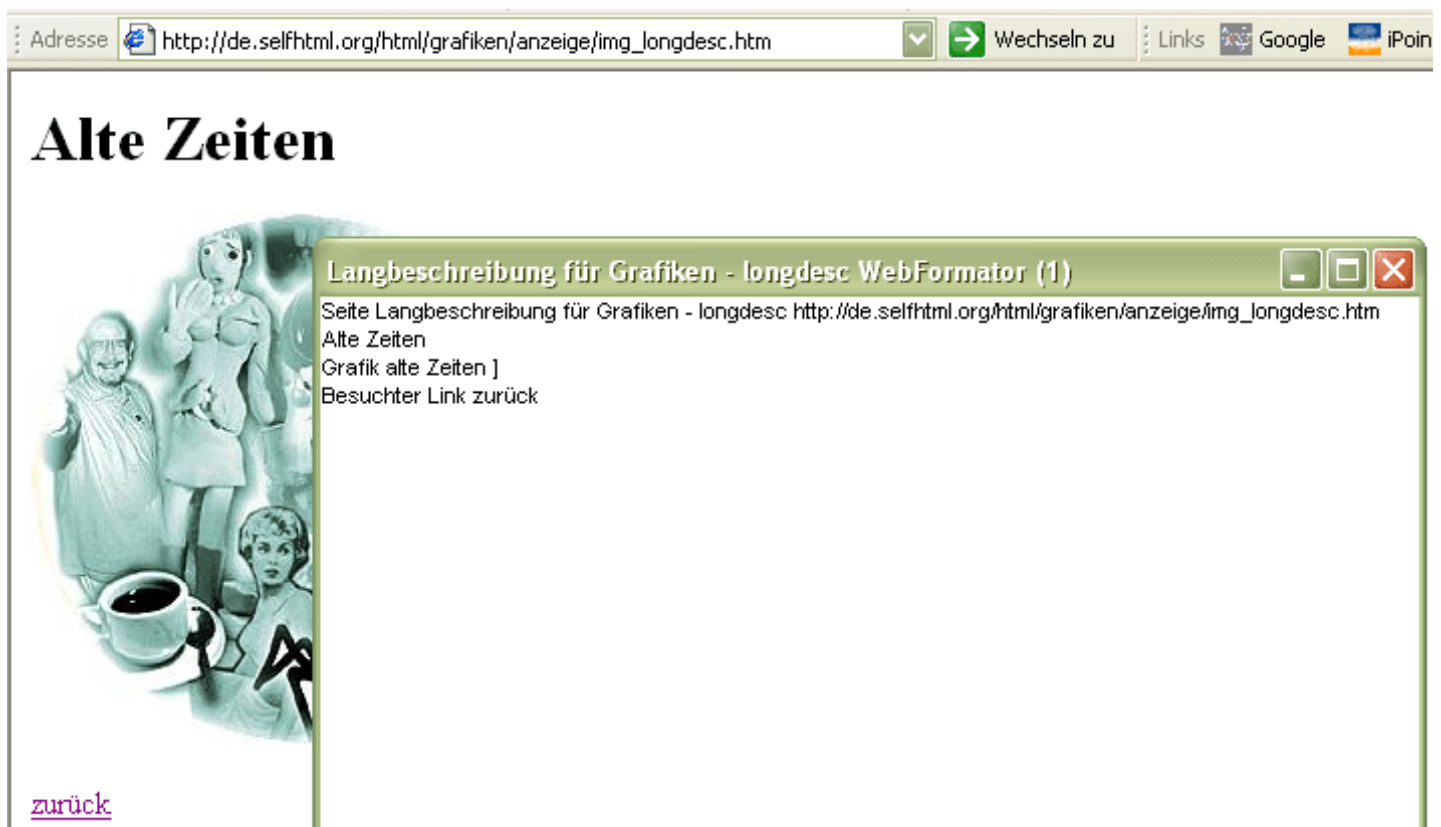 Adresse http://de.selfhtml.org/html/grafiken/anzeige/img_longdesc.htm Wechseln zu Links Google iPoin
Alte Zeiten
Langbeschreibung für Grafiken - longdesc WebFormator (1)
Seite Langbeschreibung für Grafiken - longdesc http://de.selfhtml.org/html/grafiken/anzeige/img_longdesc.htm
Alte Zeiten
Grafik alte Zeiten ]
Besuchter Link zurück
zurück